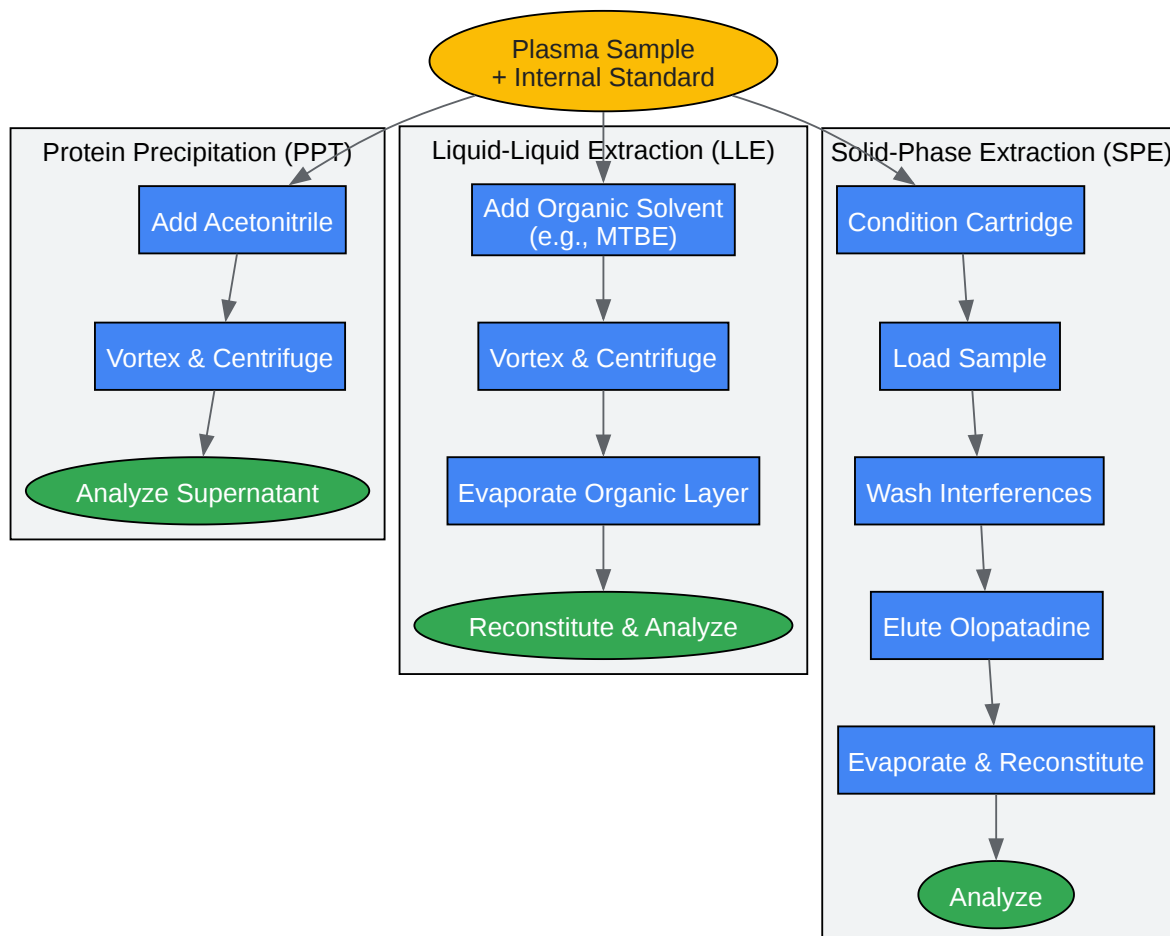 Plasma Sample
+ Internal Standard
Protein Precipitation (PPT)
Add Acetonitrile
Vortex & Centrifuge
Analyze Supernatant
Liquid-Liquid Extraction (LLE)
Add Organic Solvent
(e.g., MTBE)
Vortex & Centrifuge
Evaporate Organic Layer
Reconstitute & Analyze
Solid-Phase Extraction (SPE)
Condition Cartridge
Load Sample
Wash Interferences
Elute Olopatadine
Evaporate & Reconstitute
Analyze